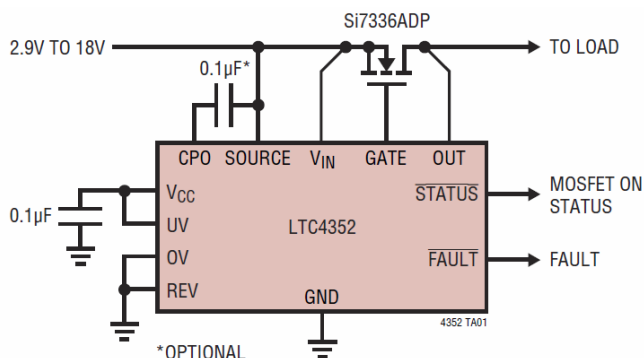 Si7336ADP
2.9V TO 18V
TO LOAD
0.1µF*
CPO SOURCE VIN GATE OUT
VCC
STATUS
MOSFET ON
STATUS
0.1µF
UV
LTC4352
OV
FAULT
FAULT
REV
GND
4352 TA01
*OPTIONAL